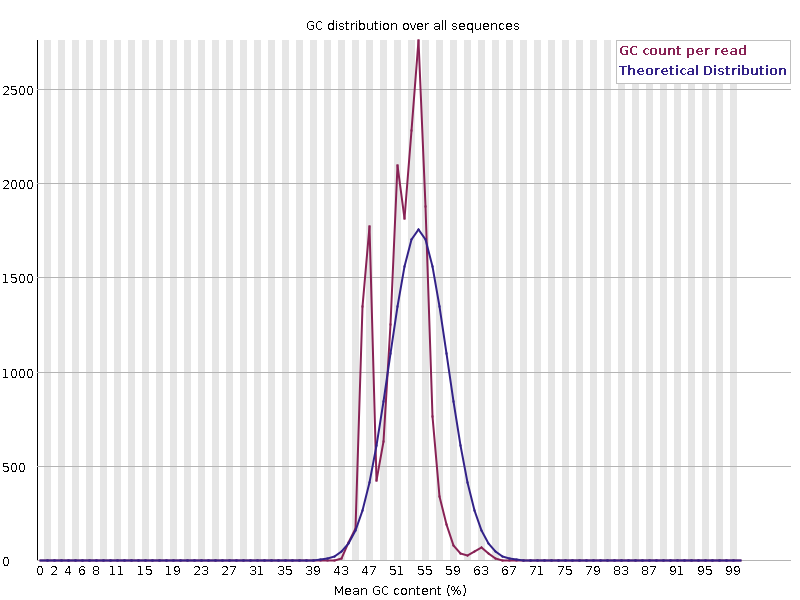 GC distribution over all sequences
GC count per read
Theoretical Distribution
2500
2000
1500
1000
500
0
0 2 4 6 8 11 15 19 23 27 31 35 39 43 47 51 55 59 63 67 71 75 79 83 87 91 95 99
Mean GC content (%)